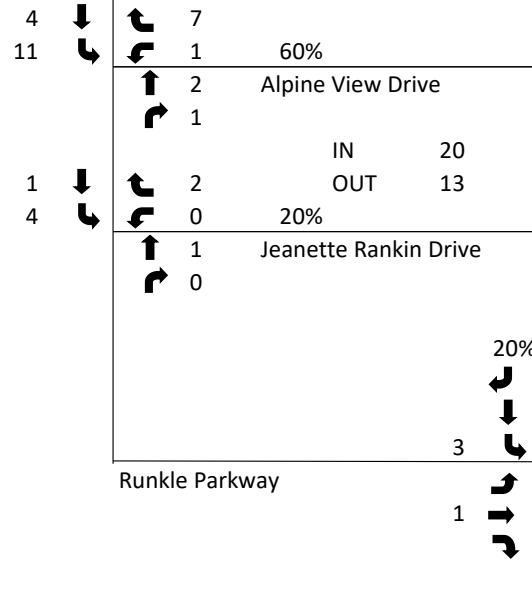 4 7
11 1 60%
2 Alpine View Drive
1
IN 20
1 2 OUT 13
4 0 20%
1 Jeanette Rankin Drive
0
20%
3
Runkle Parkway
1